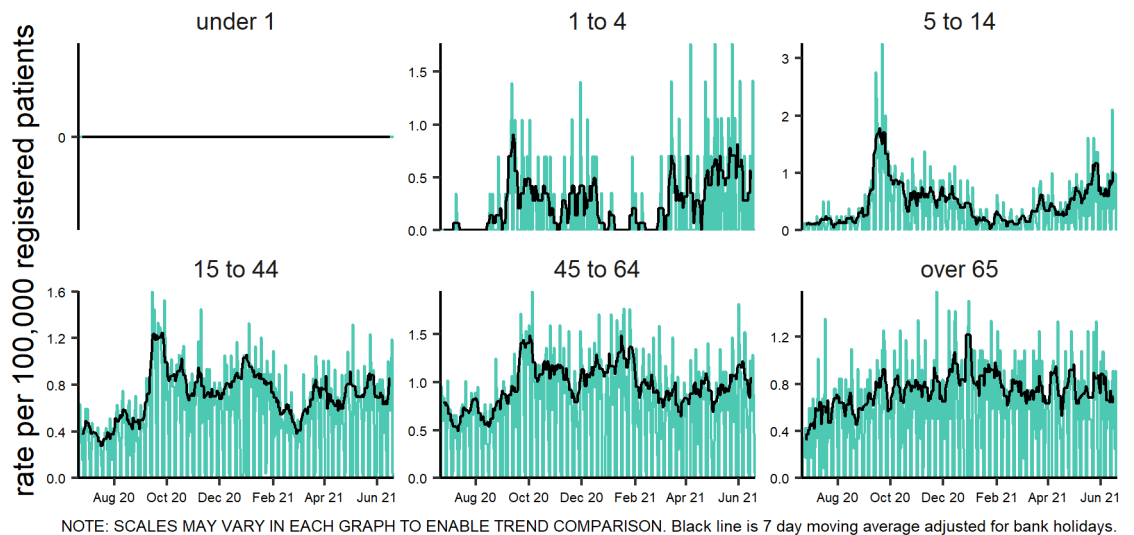 rate per 100,000 registered patients
under 1
0
1 to 4
1.5
1.0
0.5
0.0
5 to 14
3
2
1
0
15 to 44
1.6
1.2
0.8
0.4
0.0
Aug 20 Oct 20 Dec 20 Feb 21 Apr 21 Jun 21
45 to 64
1.5
1.0
0.5
0.0
Aug 20 Oct 20 Dec 20 Feb 21 Apr 21 Jun 21
over 65
1.2
0.8
0.4
0.0
Aug 20 Oct 20 Dec 20 Feb 21 Apr 21 Jun 21
NOTE: SCALES MAY VARY IN EACH GRAPH TO ENABLE TREND COMPARISON. Black line is 7 day moving average adjusted for bank holidays.